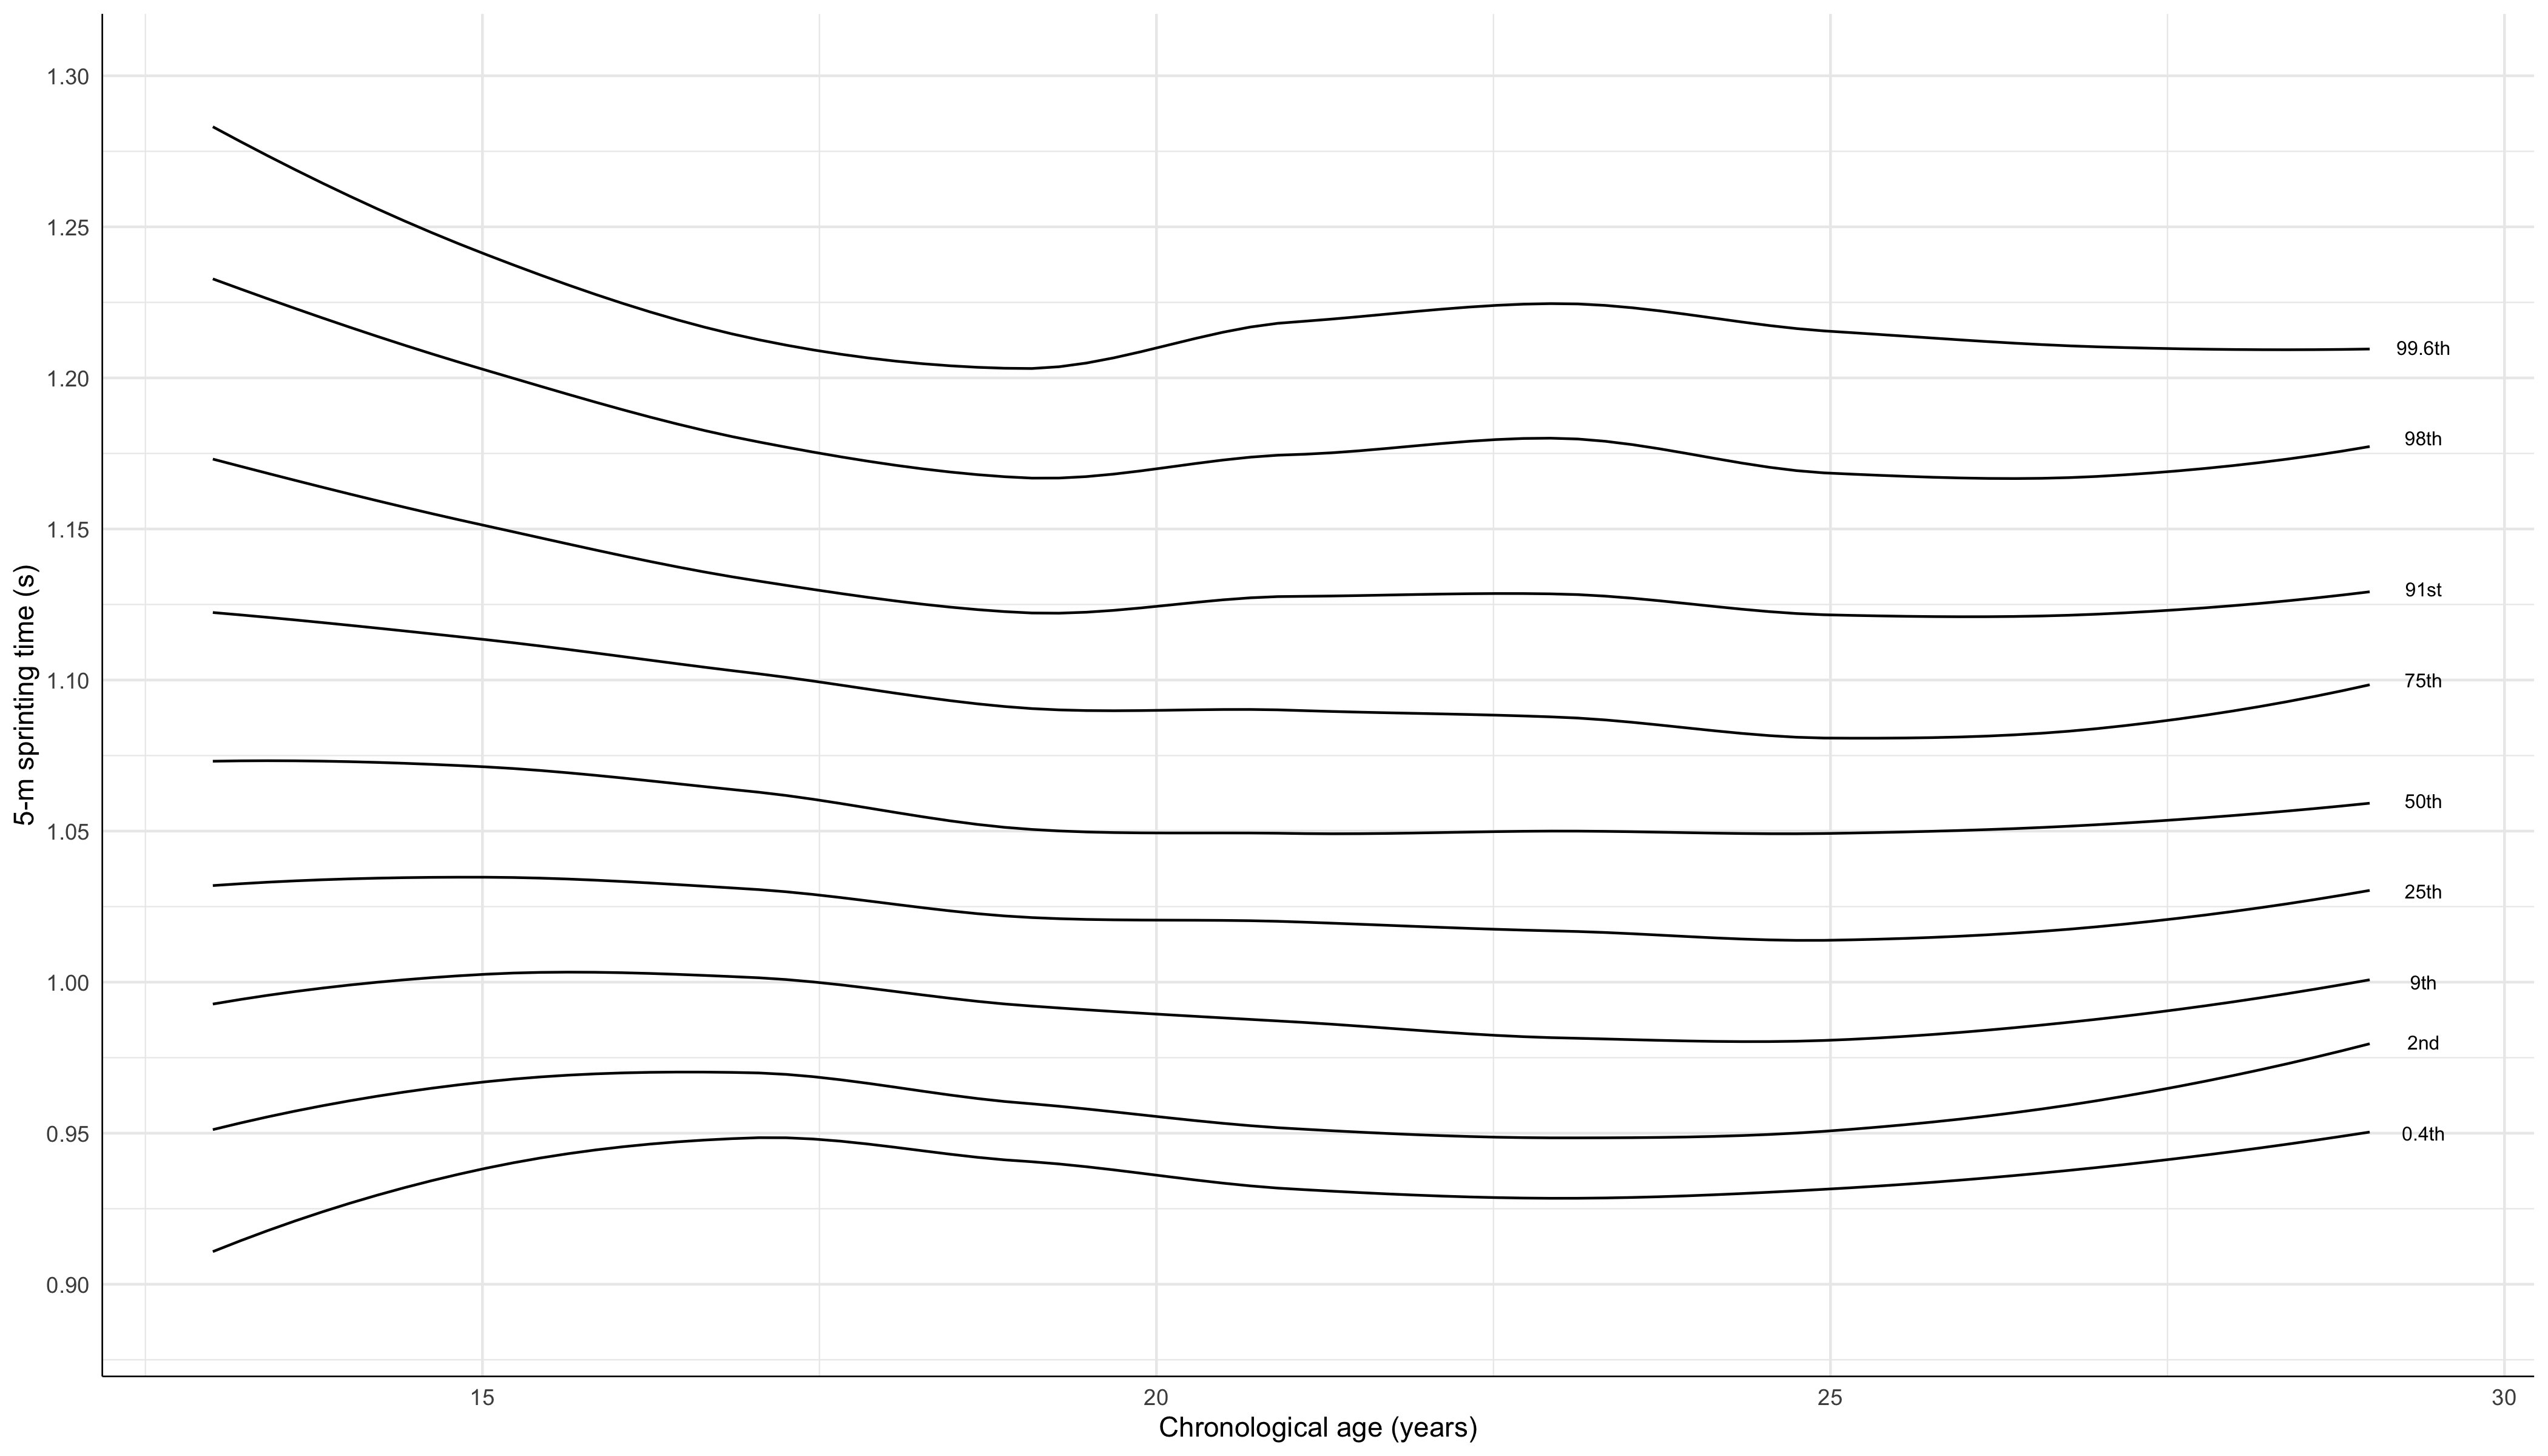 1.30
1.25
1.20
1.15
1.10
1.05
1.00
0.95
0.90
5-m sprinting time (s)
99.6th
98th
91st
75th
50th
25th
9th
2nd
0.4th
15 20 25 30
Chronological age (years)